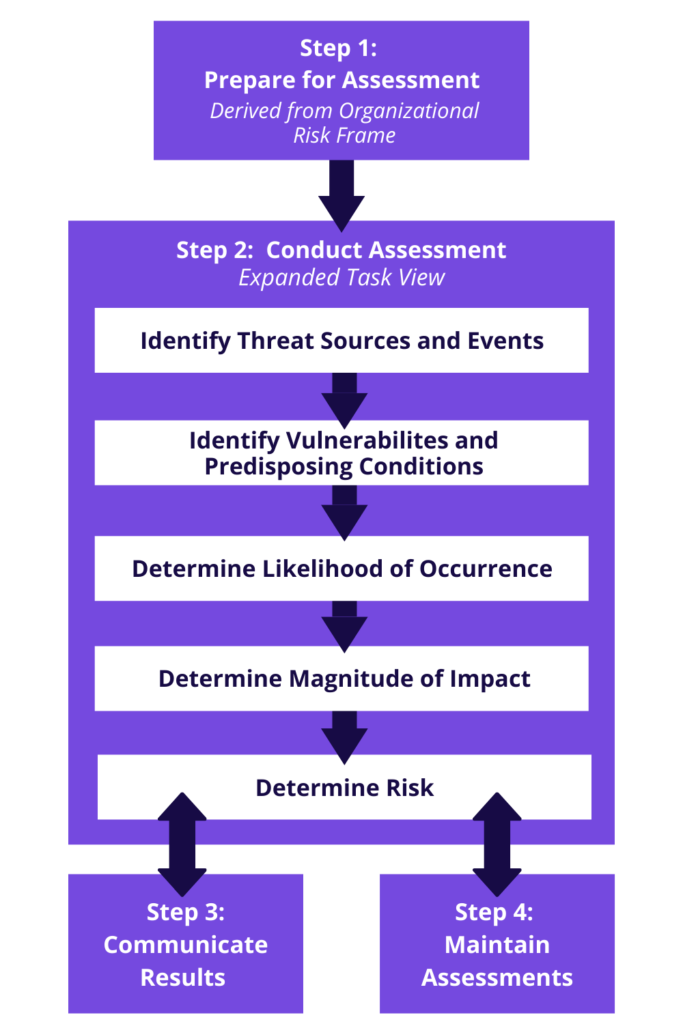 Step 1:
Prepare for Assessment
Derived from Organizational
Risk Frame
Step 2:  Conduct Assessment
Expanded Task View
Identify Threat Sources and Events
Identify Vulnerabilites and
Predisposing Conditions
Determine Likelihood of Occurrence
Determine Magnitude of Impact
Determine Risk
Step 3:
Communicate
Results
Step 4:
Maintain
Assessments